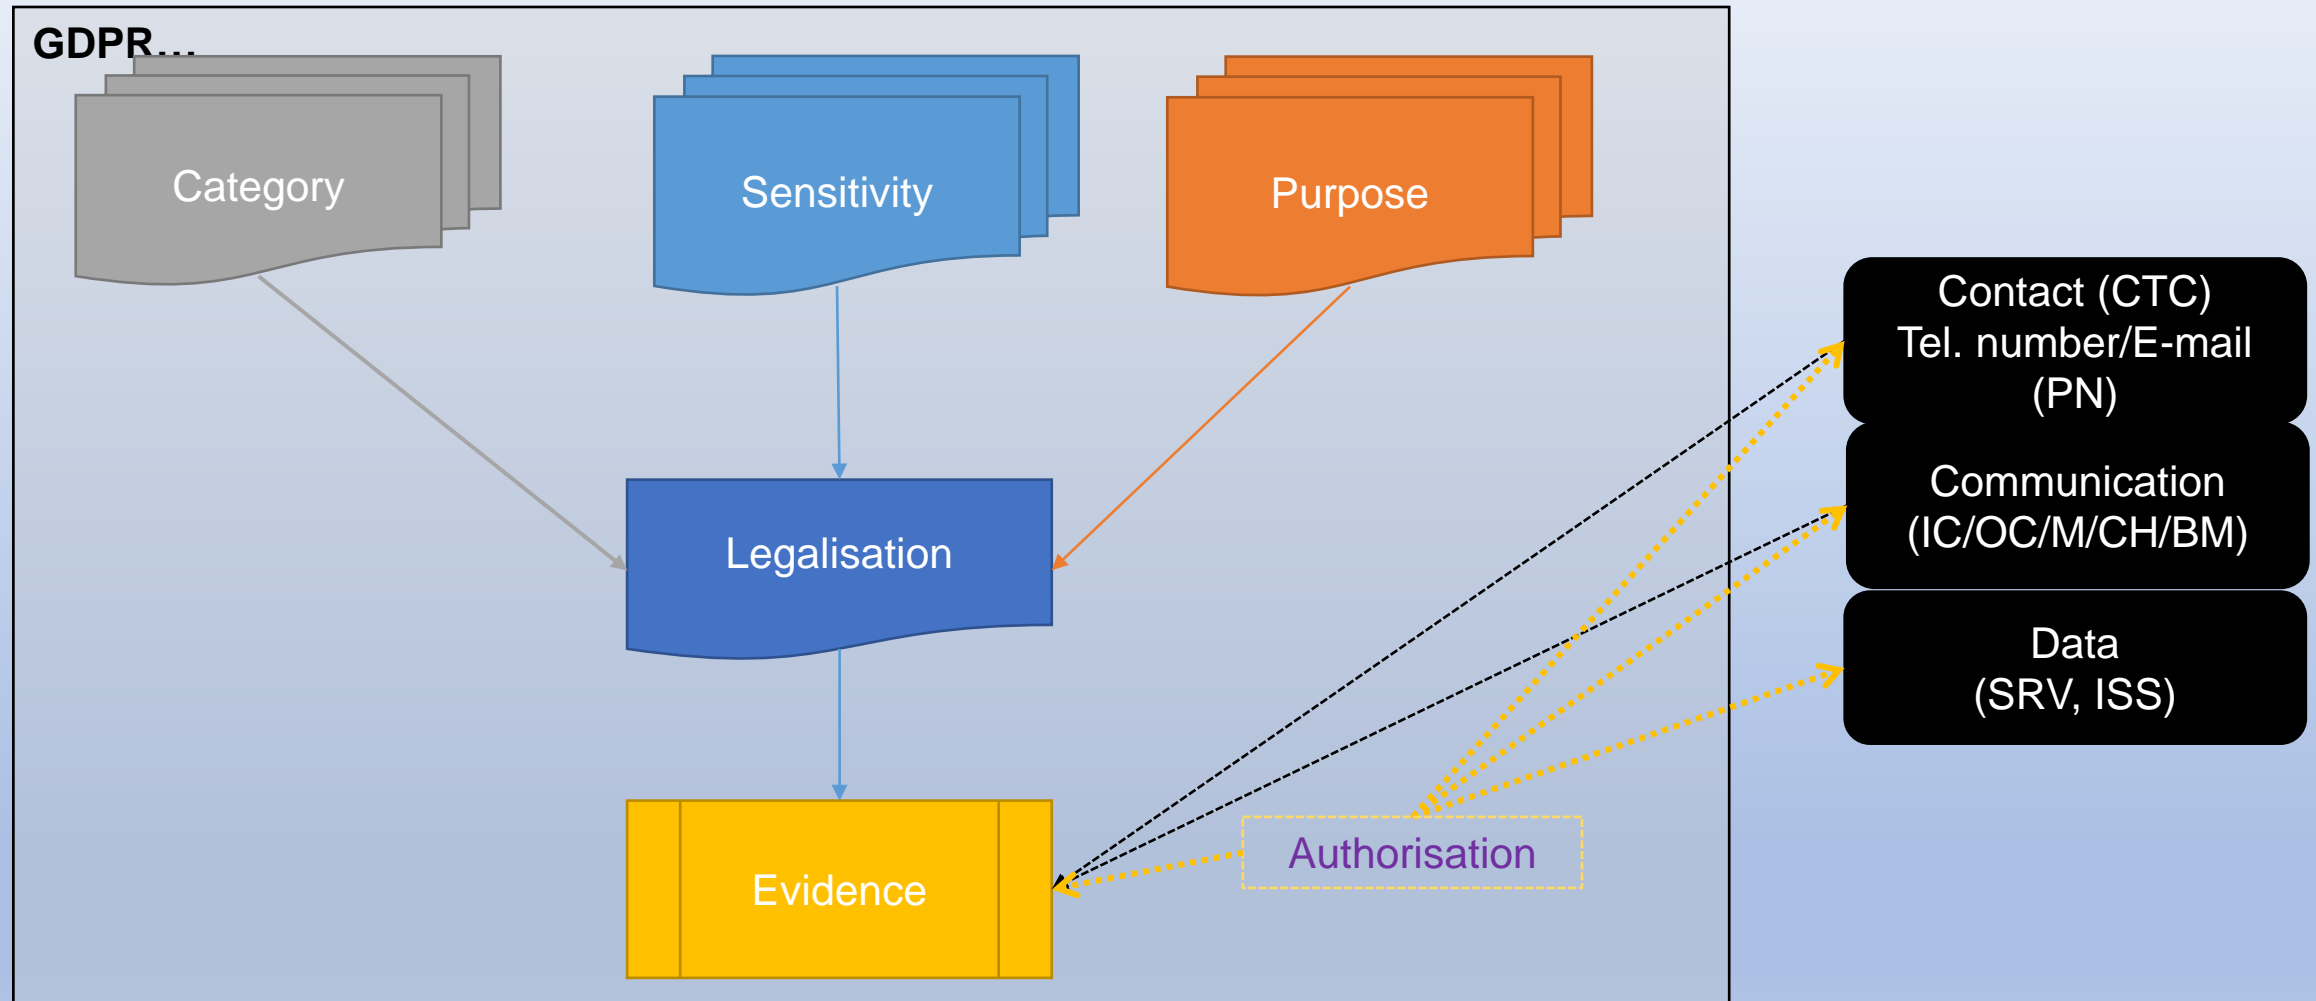 GDPR...
Category
Sensitivity
Purpose
Contact (CTC)
Tel. number/E-mail
(PN)
Communication
(IC/OC/M/CH/BM)
Legalisation
Data
(SRV, ISS)
Authorisation
Evidence